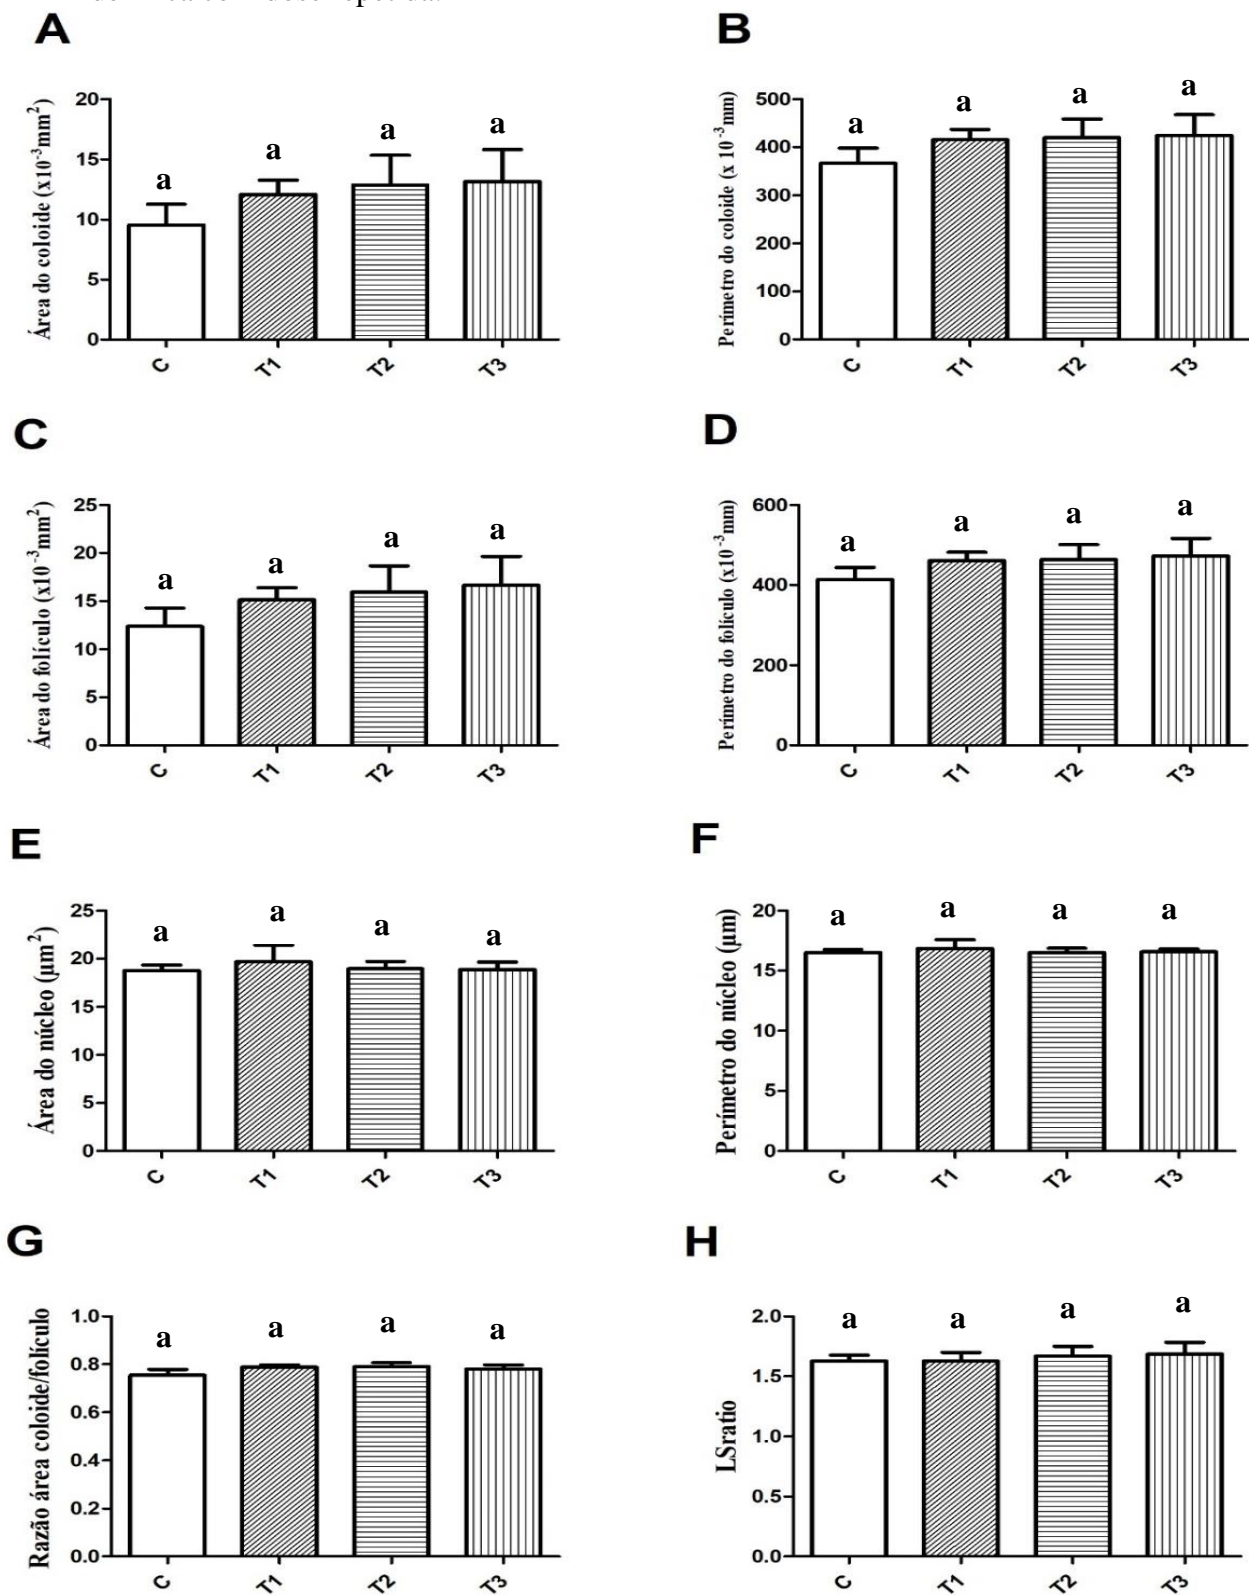 A
Área do coloide (x10⁻³mm²)
20
15
10
5
0
a
a
a
a
C
T1
T2
T3
B
Perímetro do coloide (x 10⁻³mm)
500
400
300
200
100
0
a
a
a
a
C
T1
T2
T3
C
Área do folículo (x10⁻³mm²)
25
20
15
10
5
0
a
a
a
a
C
T1
T2
T3
D
Perímetro do folículo (x10⁻³mm)
600
400
200
0
a
a
a
a
C
T1
T2
T3
E
Área do núcleo (µm²)
25
20
15
10
5
0
a
a
a
a
C
T1
T2
T3
F
Perímetro do núcleo (µm)
20
15
10
5
0
a
a
a
a
C
T1
T2
T3
G
Razão área coloide/folículo
1.0
0.8
0.6
0.4
0.2
0.0
a
a
a
a
C
T1
T2
T3
H
LSratio
2.0
1.5
1.0
0.5
0.0
a
a
a
a
C
T1
T2
T3